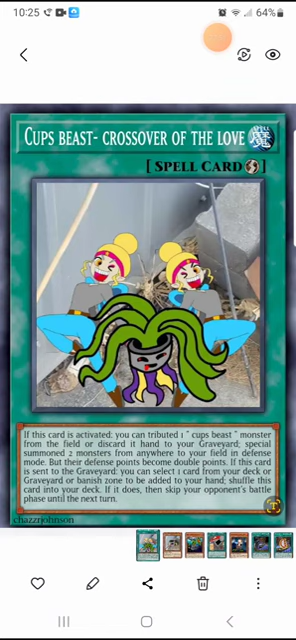 10:25
64%
CUPS BEAST- CROSSOVER OF THE LOVE
[ SPELL CARD ]
If this card is activated: you can tributed 1 " cups beast " monster
from the field or discard it hand to your Graveyard; special
summoned 2 monsters from anywhere to your field in defense
mode. But their defense points become double points. If this card
is sent to the Graveyard: you can select 1 card from your deck or
Graveyard or banish zone to be added to your hand; shuffle this
card into your deck. If it does, then skip your opponent's battle
phase until the next turn.
chazzrjohnson